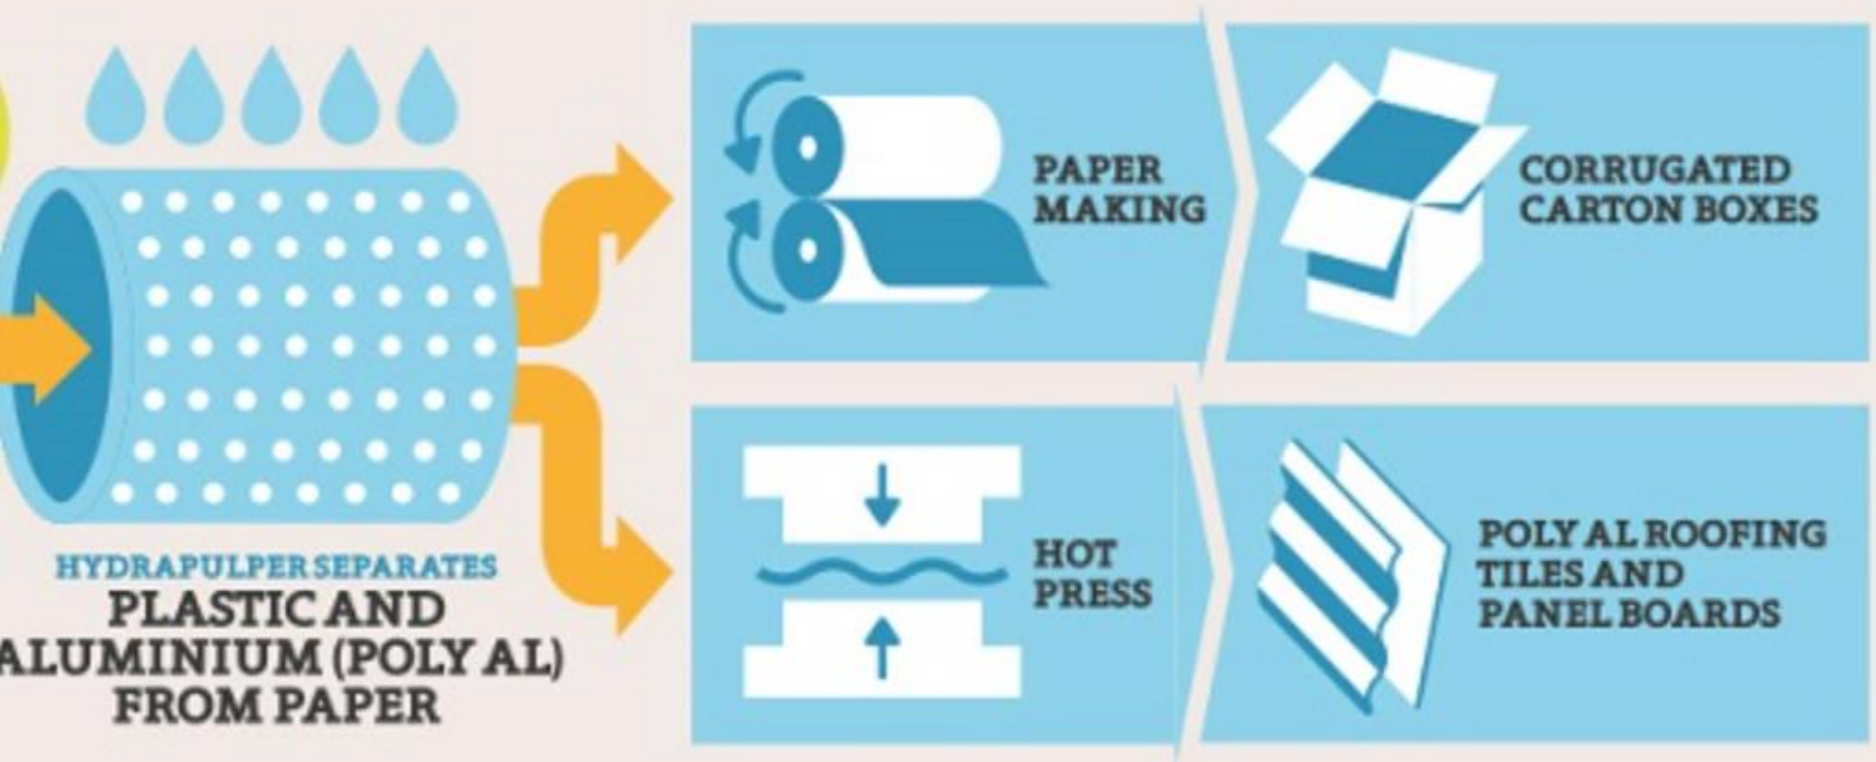 HYDRAPULPER SEPARATES
PLASTIC AND
ALUMINIUM (POLY AL)
FROM PAPER
PAPER
MAKING
CORRUGATED
CARTON BOXES
HOT
PRESS
POLY AL ROOFING
TILES AND
PANEL BOARDS